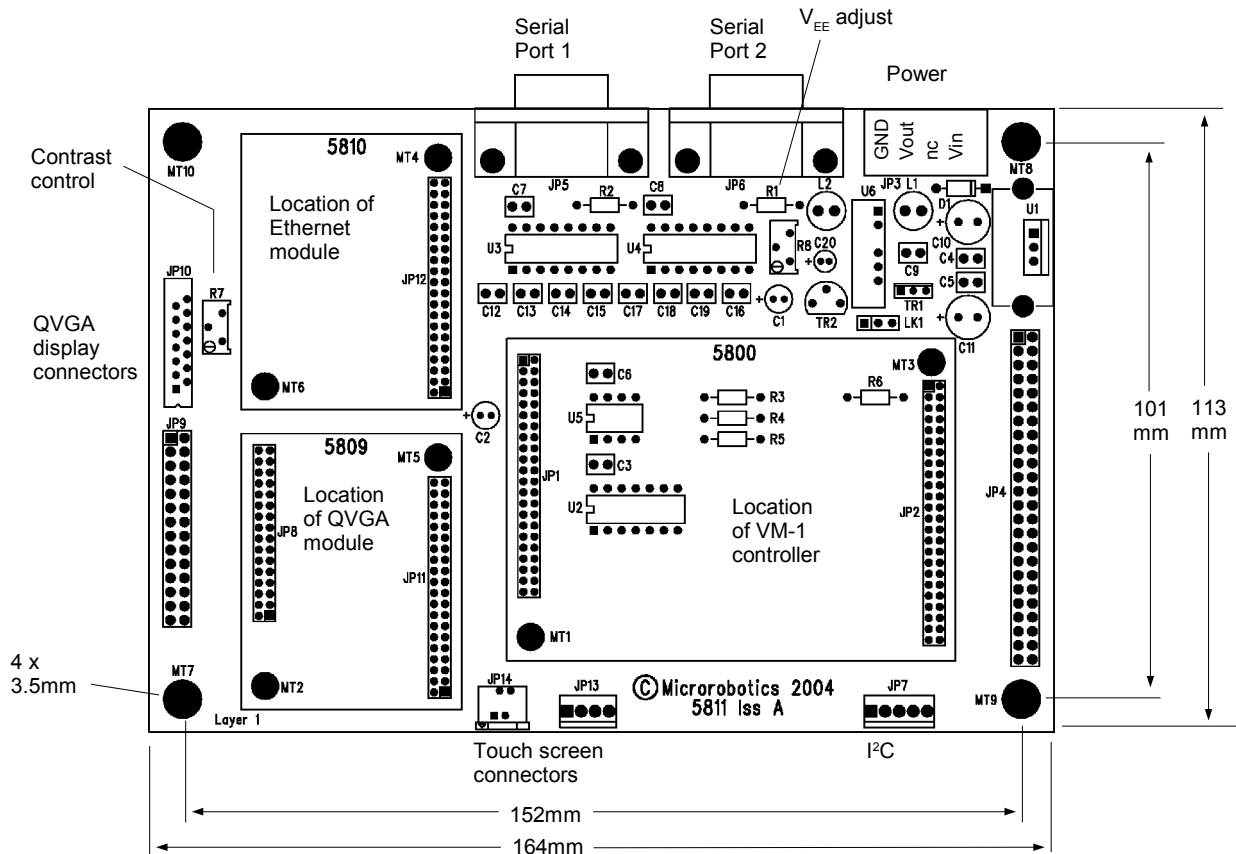 Serial
Port 1
Serial
Port 2
VEE adjust
Power
GND
Vout
nc
Vin
Contrast
control
MT10
5810
MT4
JP5
JP6
JP3
MT8
Location of
Ethernet
module
C7
R2
C8
R1
L2
U6
L1
D1
U1
U3
U4
R8
C20
+
C9
C10
+
C4
C5
JP10
R7
JP12
C12
C13
C14
C15
C17
C18
C19
C16
+
C1
TR2
TR1
LK1
+
C11
QVGA
display
connectors
MT6
5800
MT3
C6
R3
R6
U5
R4
R5
+
C2
JP9
5809
MT5
C3
JP1
JP2
JP4
101
mm
113
mm
Location
of QVGA
module
JP8
JP11
U2
Location
of VM-1
controller
MT1
4 x
3.5mm
MT7
MT2
JP14
JP13
© Microrobotics 2004
5811 Iss A
JP7
MT9
Layer 1
Touch screen
connectors
I²C
152mm
164mm